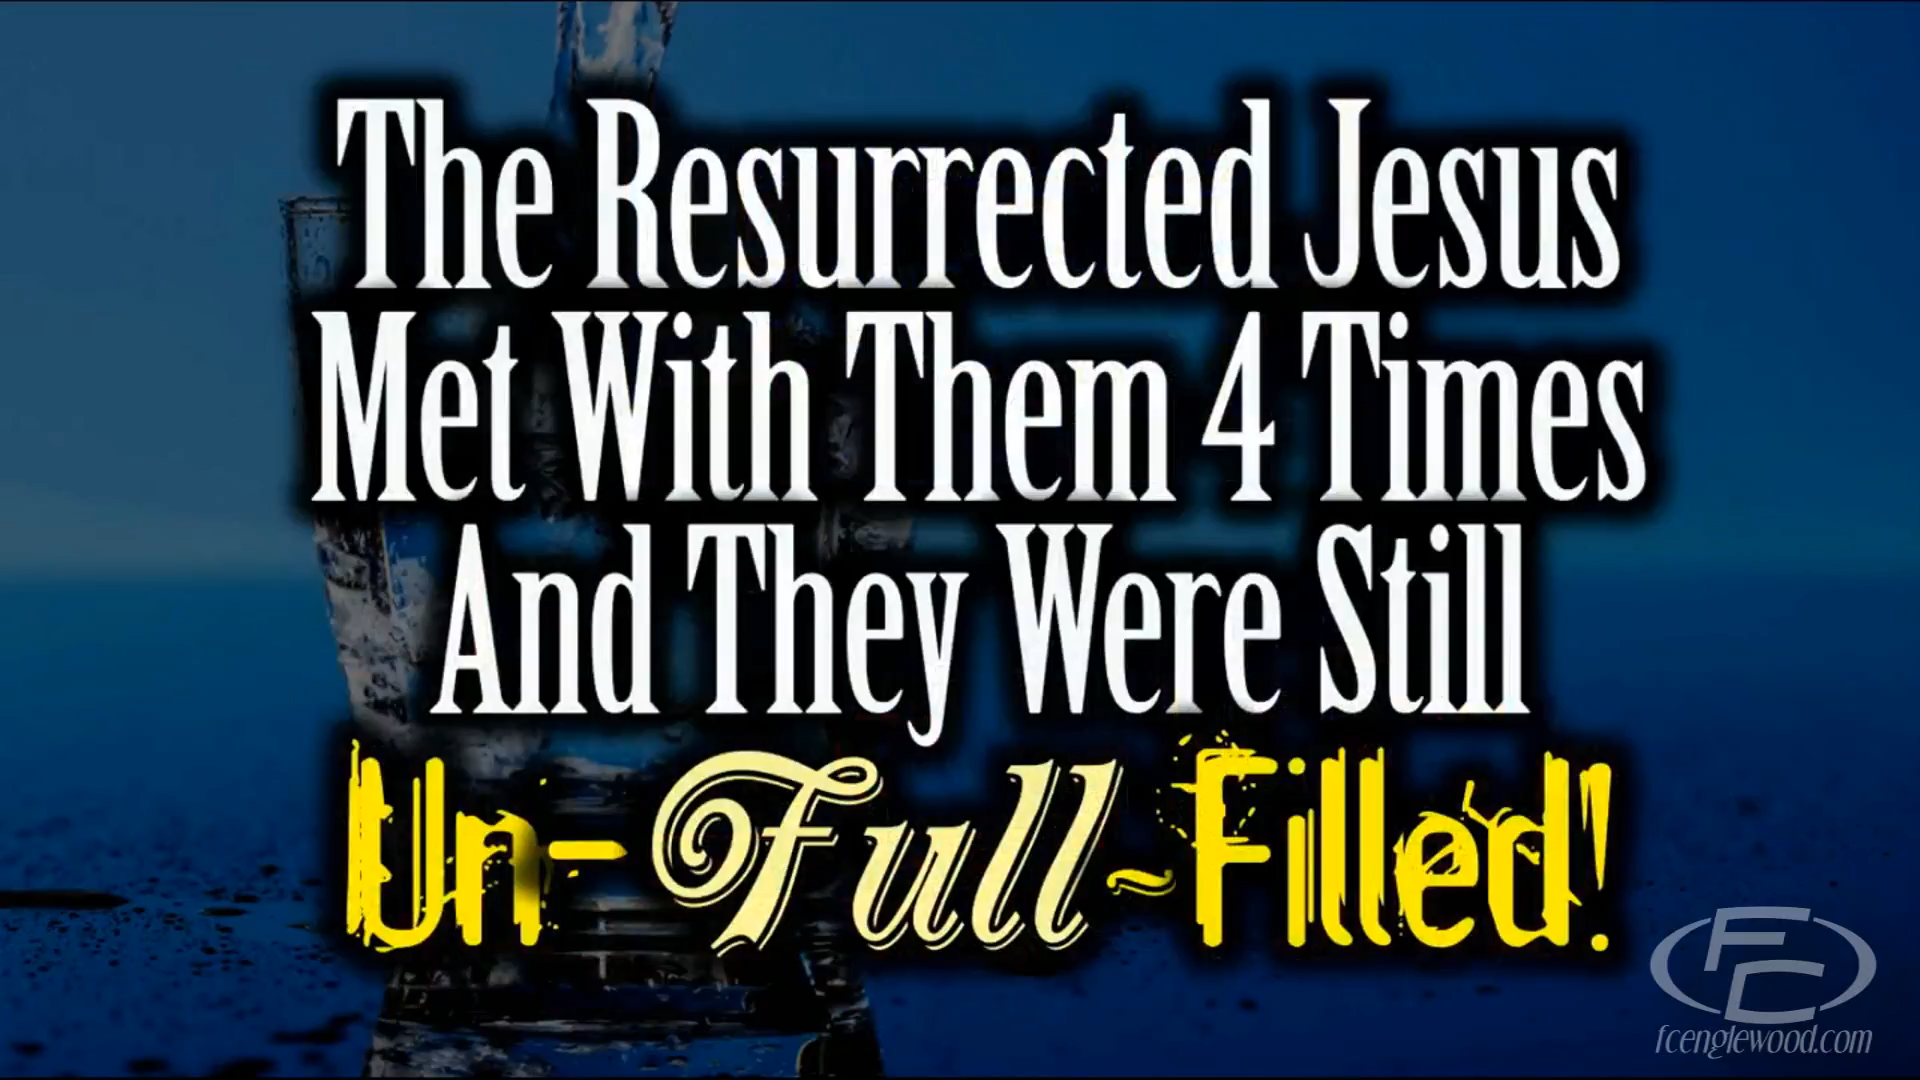 The Resurrected Jesus
Met With Them 4 Times
And They Were Still
Un-Full~Filled!
FC
fcenglewood.com